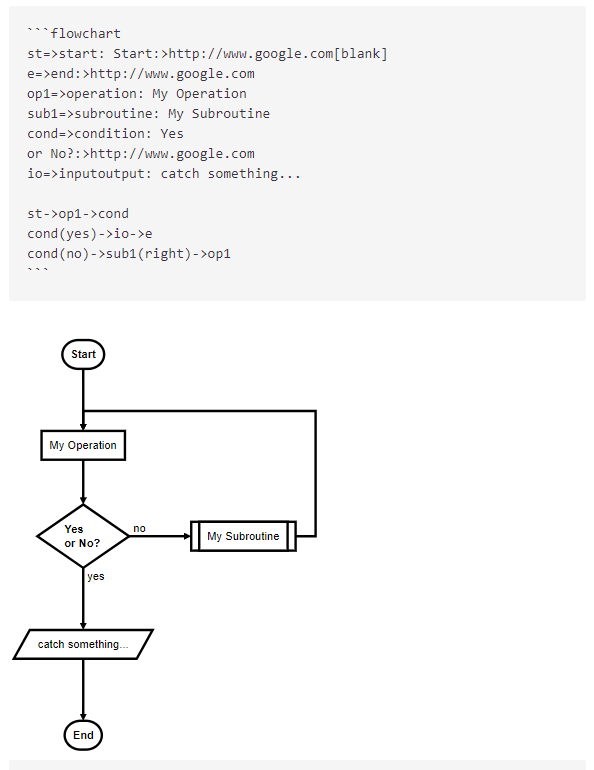 ```flowchart
st=>start: Start:>http://www.google.com[blank]
e=>end:>http://www.google.com
op1=>operation: My Operation
sub1=>subroutine: My Subroutine
cond=>condition: Yes
or No?:>http://www.google.com
io=>inputoutput: catch something...

st->op1->cond
cond(yes)->io->e
cond(no)->sub1(right)->op1
```
Start
My Operation
Yes
or No?
no
My Subroutine
yes
catch something...
End